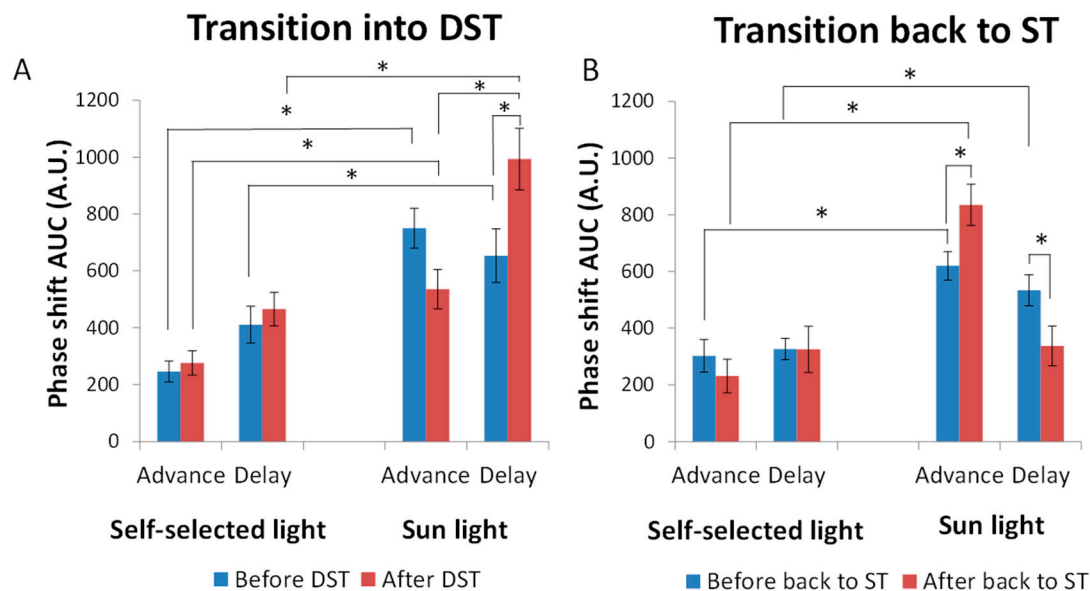 Transition into DST
A
Phase shift AUC (A.U.)
1200
1000
800
600
400
200
0
* * * * * *
Advance Delay Advance Delay
Self-selected light Sun light
Before DST After DST
Transition back to ST
B
Phase shift AUC (A.U.)
1200
1000
800
600
400
200
0
* * * * *
Advance Delay Advance Delay
Self-selected light Sun light
Before back to ST After back to ST